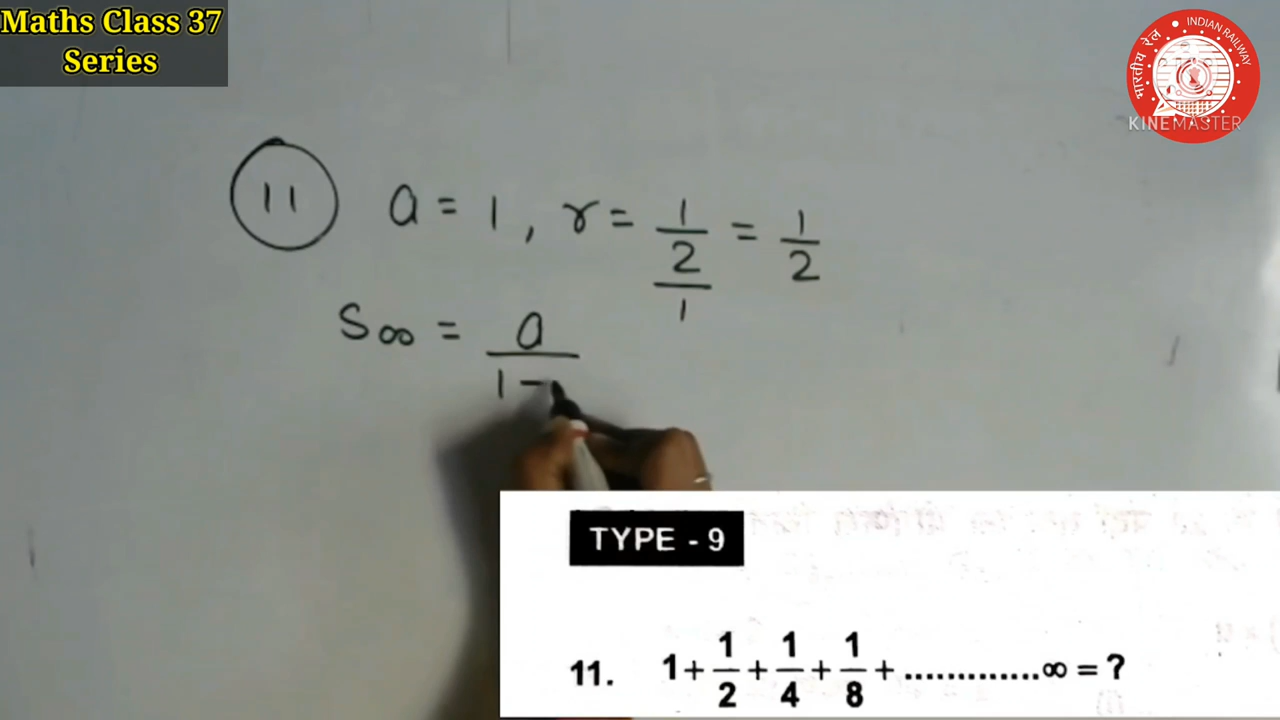 Maths Class 37
Series
भारतीय रेल
INDIAN RAILWAY
KINEMASTER
11 a = 1, r = 1/2/1 = 1/2
S∞ = a/1-
TYPE - 9
11. 1 + 1/2 + 1/4 + 1/8 + .............∞ = ?